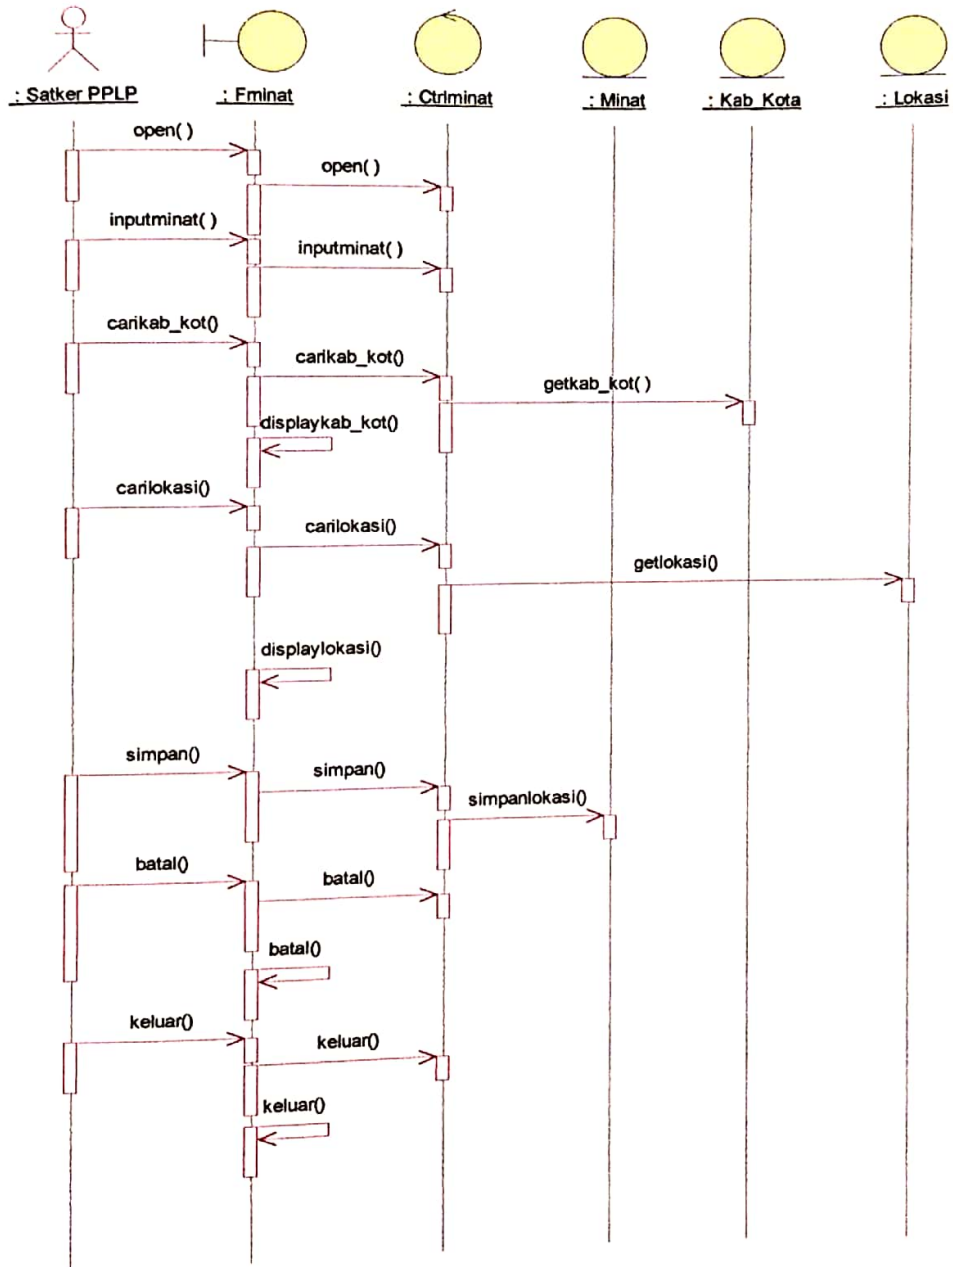 : Satker PPLP
: Fminat
: Ctrlminat
: Minat
: Kab_Kota
: Lokasi
open( )
open( )
inputminat( )
inputminat( )
carikab_kot()
carikab_kot()
getkab_kot( )
displaykab_kot()
carilokasi()
carilokasi()
getlokasi()
displaylokasi()
simpan()
simpan()
simpanlokasi()
batal()
batal()
batal()
keluar()
keluar()
keluar()